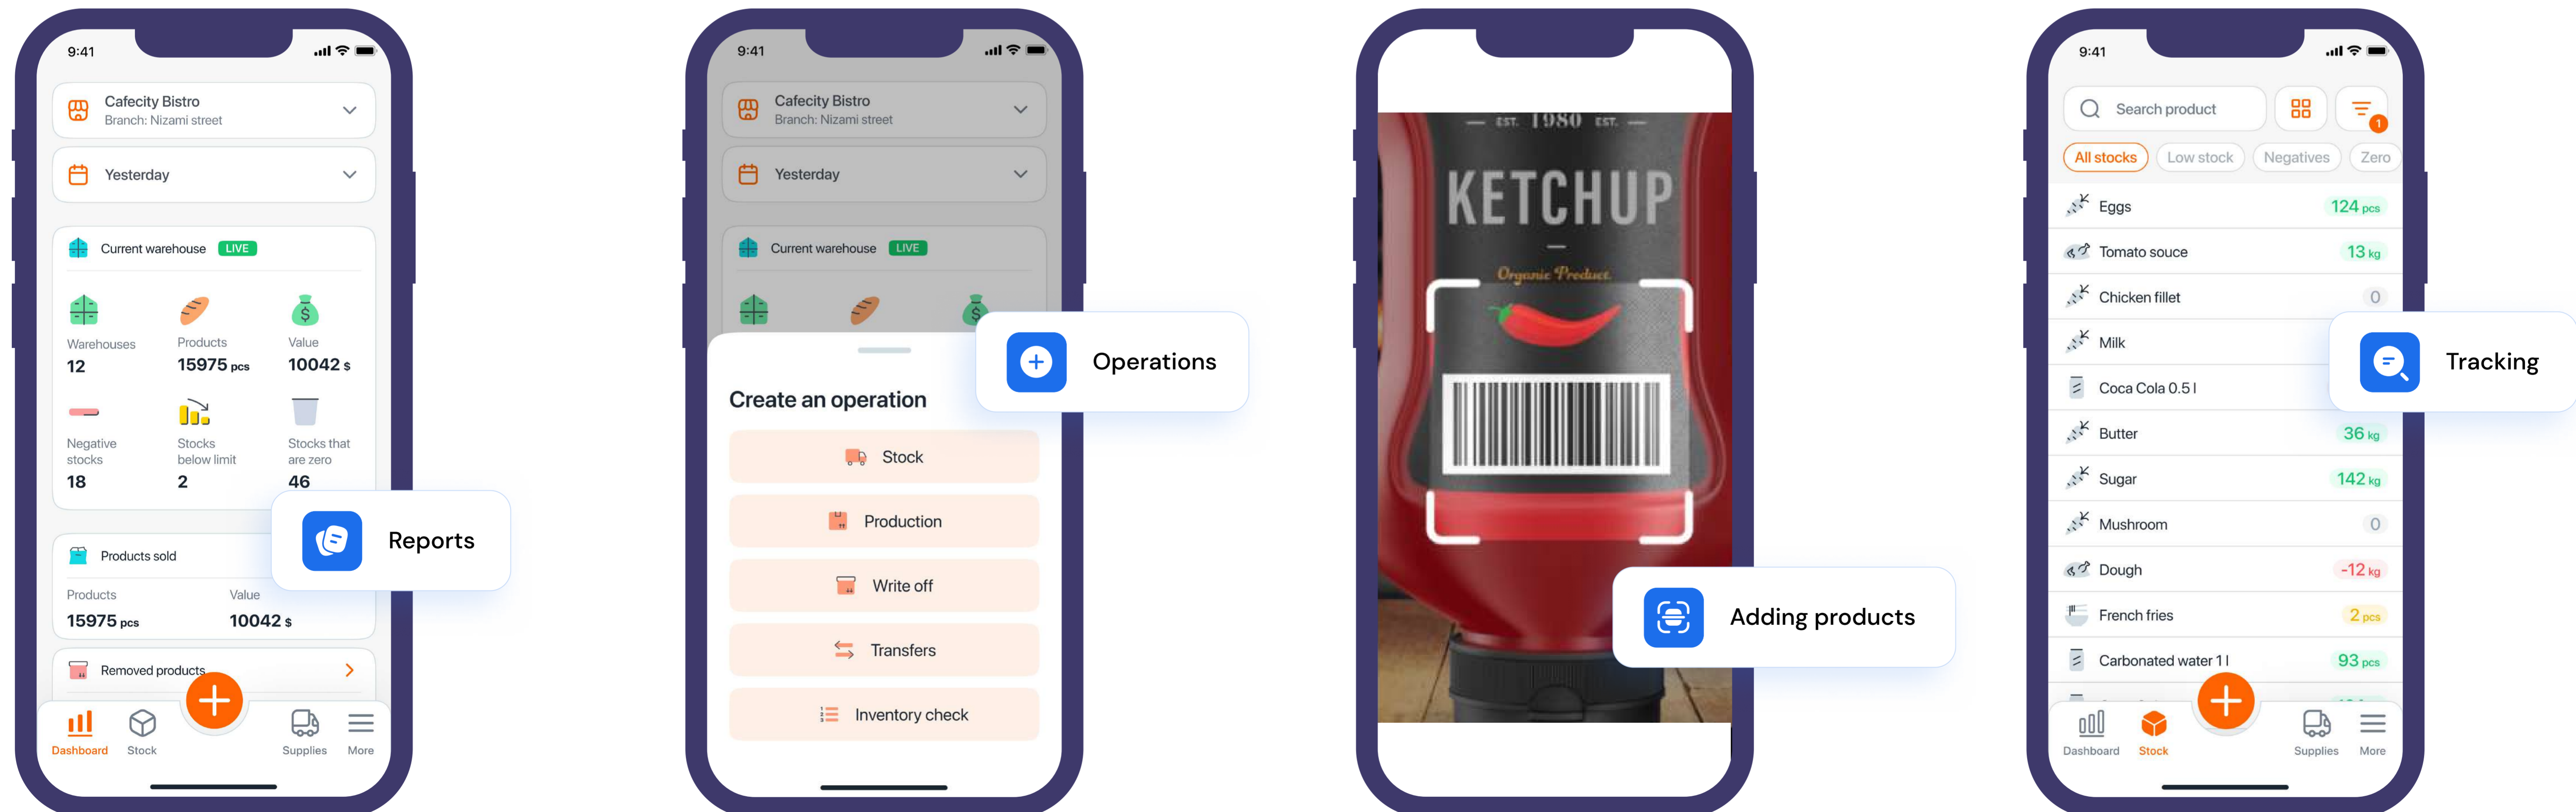 9:41
Cafecity Bistro
Branch: Nizami street
Yesterday
Current warehouse LIVE
Warehouses
12
Products
15975 pcs
Value
10042 $
Negative
stocks
18
Stocks
below limit
2
Stocks that
are zero
46
Reports
Products sold
Products
15975 pcs
Value
10042 $
Removed products
Dashboard
Stock
Supplies
More
9:41
Cafecity Bistro
Branch: Nizami street
Yesterday
Current warehouse LIVE
Operations
Create an operation
Stock
Production
Write off
Transfers
Inventory check
EST. 1980 EST.
KETCHUP
Organic Product.
Adding products
9:41
Search product
1
All stocks
Low stock
Negatives
Zero
Eggs 124 pcs
Tomato souce 13 kg
Chicken fillet 0
Milk
Tracking
Coca Cola 0.5 l
Butter 36 kg
Sugar 142 kg
Mushroom 0
Dough -12 kg
French fries 2 pcs
Carbonated water 1 l 93 pcs
Dashboard
Stock
Supplies
More